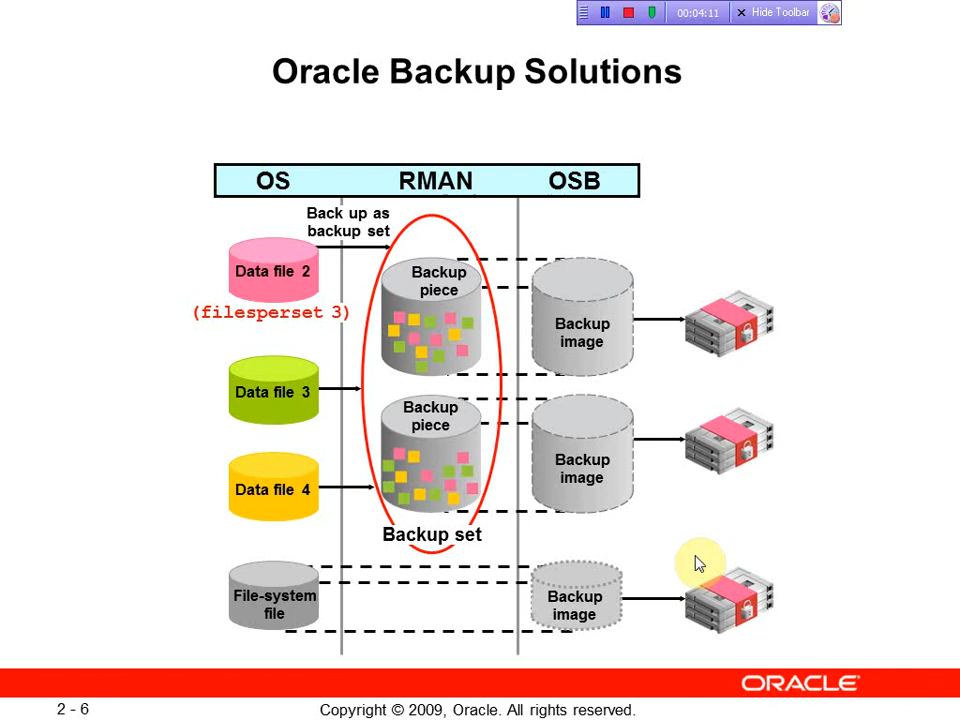 00:04:11
Hide Toolbar
Oracle Backup Solutions
OS RMAN OSB
Back up as
backup set
Data file 2
(filesperset 3)
Backup
piece
Backup
image
Data file 3
Backup
piece
Backup
image
Data file 4
Backup set
File-system
file
Backup
image
ORACLE
2 - 6
Copyright © 2009, Oracle. All rights reserved.